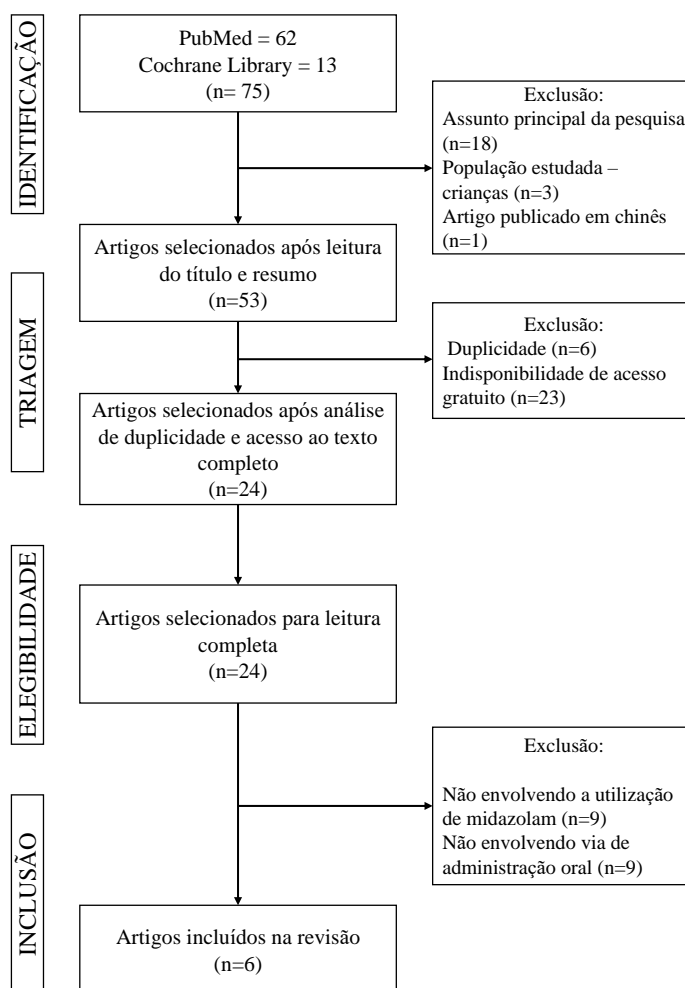 IDENTIFICAÇÃO
PubMed = 62
Cochrane Library = 13
(n= 75)
Exclusão:
Assunto principal da pesquisa
(n=18)
População estudada –
crianças (n=3)
Artigo publicado em chinês
(n=1)
Artigos selecionados após leitura
do título e resumo
(n=53)
TRIAGEM
Exclusão:
Duplicidade (n=6)
Indisponibilidade de acesso
gratuito (n=23)
Artigos selecionados após análise
de duplicidade e acesso ao texto
completo
(n=24)
ELEGIBILIDADE
Artigos selecionados para leitura
completa
(n=24)
Exclusão:
Não envolvendo a utilização
de midazolam (n=9)
Não envolvendo via de
administração oral (n=9)
INCLUSÃO
Artigos incluídos na revisão
(n=6)